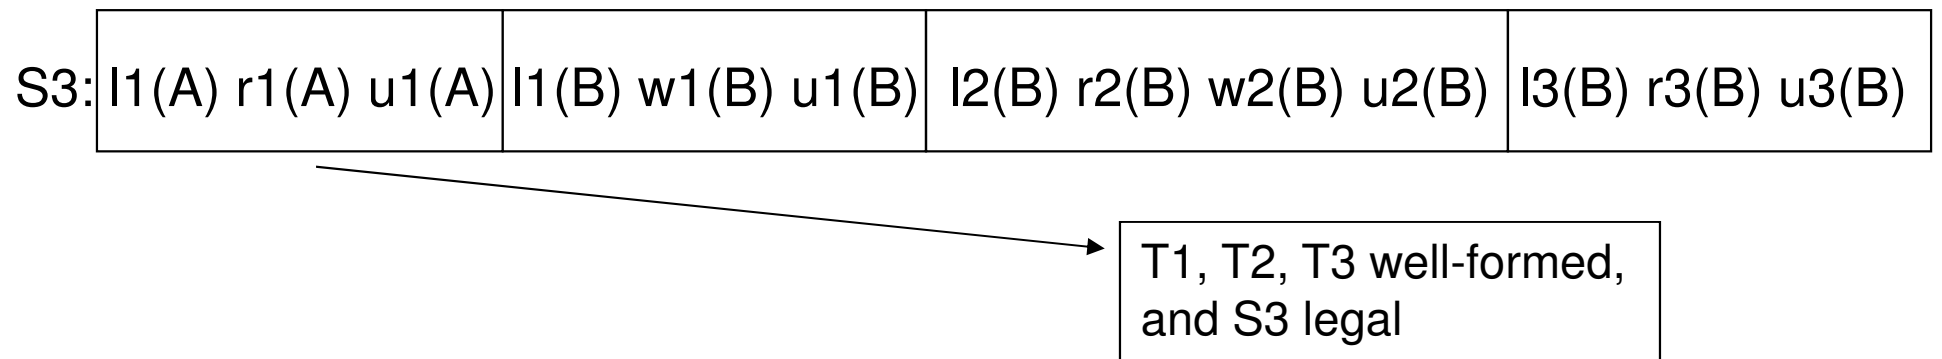 S3: l1(A) r1(A) u1(A) l1(B) w1(B) u1(B) l2(B) r2(B) w2(B) u2(B) l3(B) r3(B) u3(B)
T1, T2, T3 well-formed,
and S3 legal